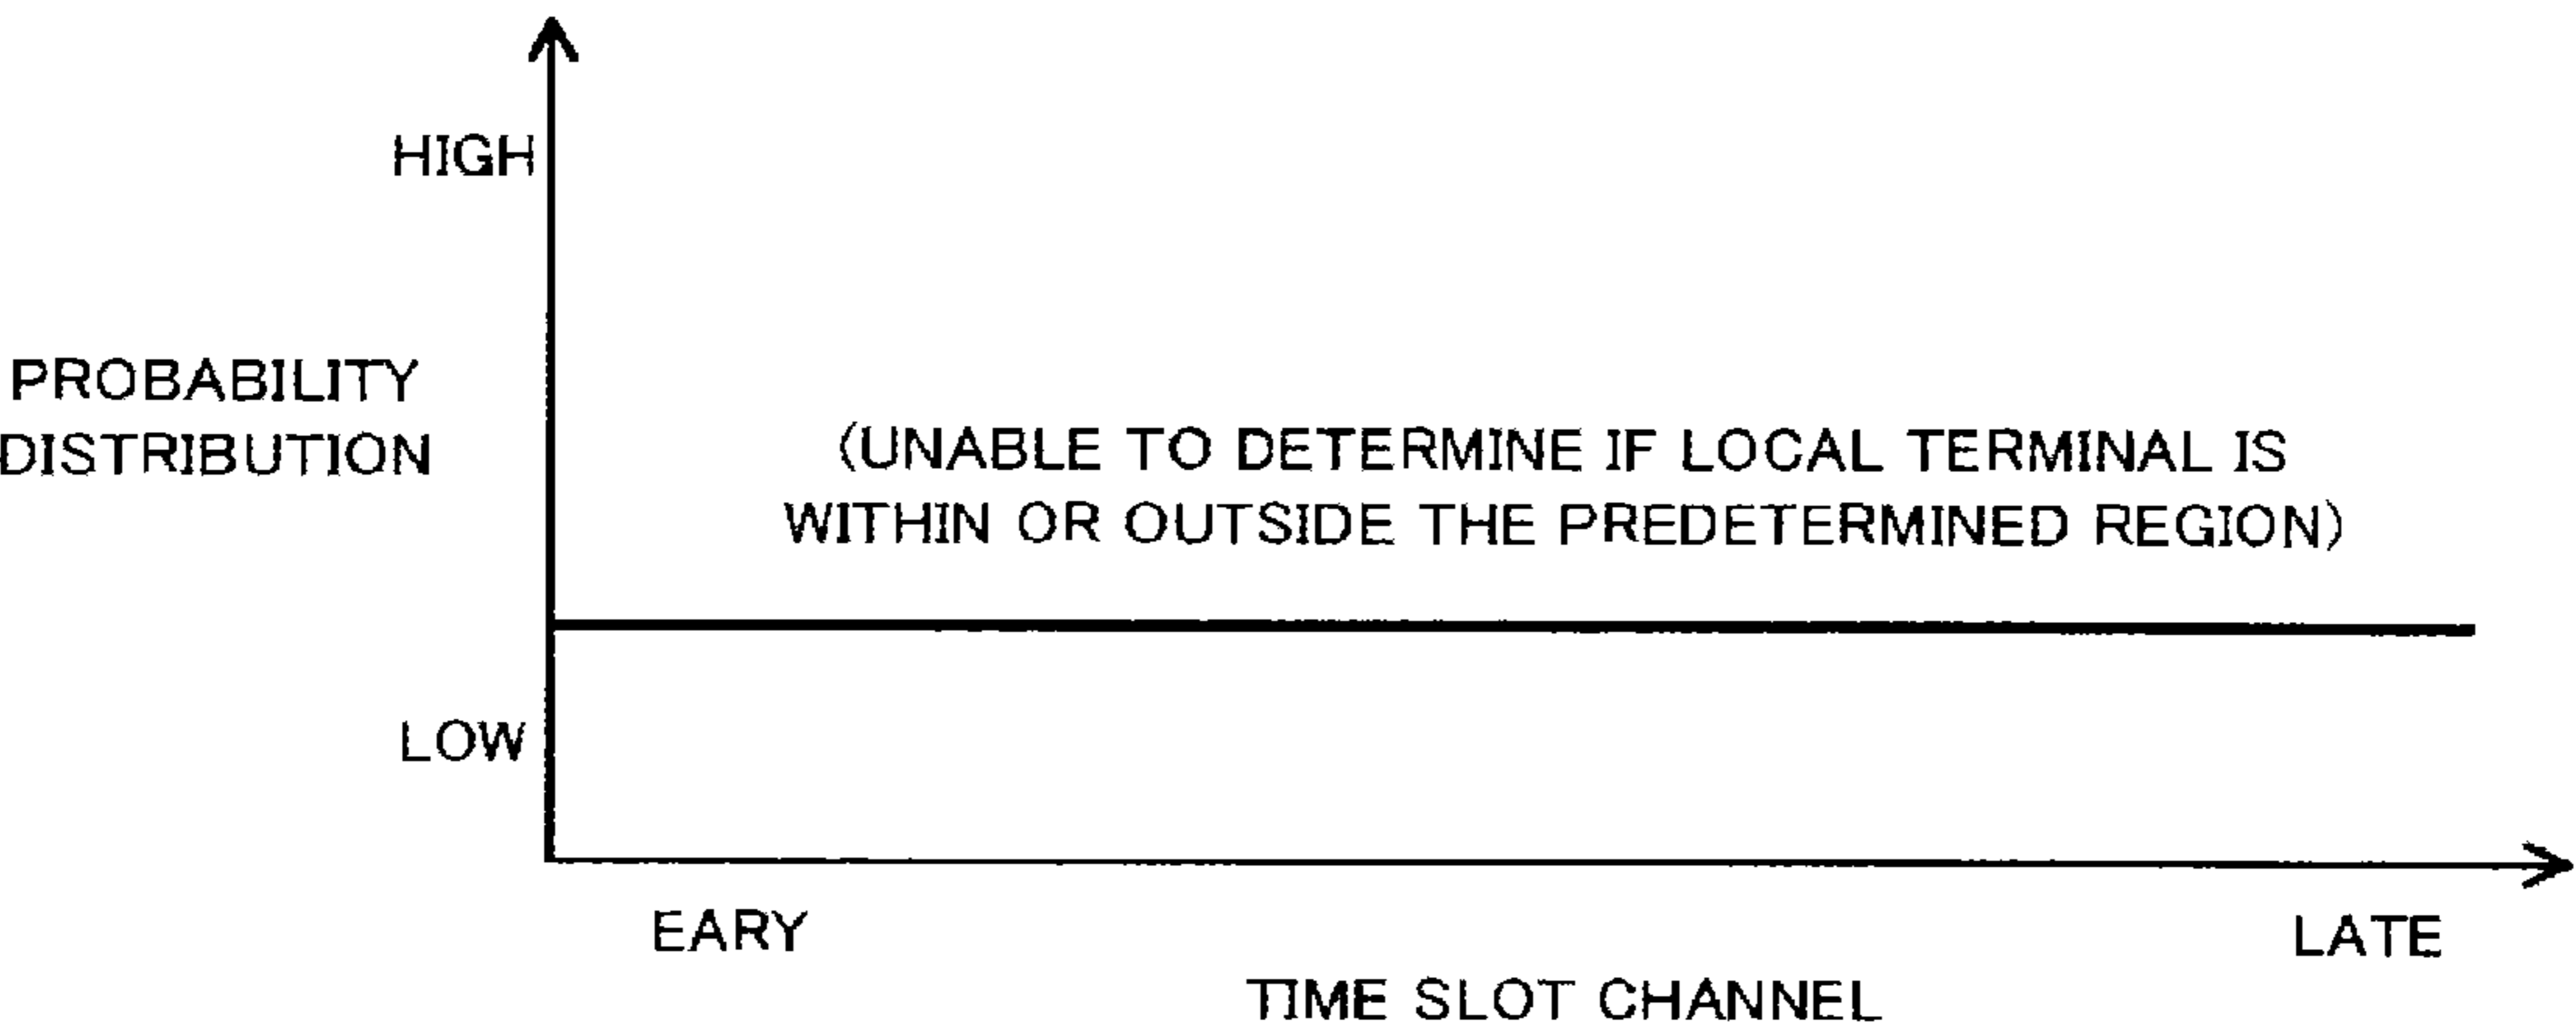 HIGH
PROBABILITY
DISTRIBUTION
(UNABLE TO DETERMINE IF LOCAL TERMINAL IS
WITHIN OR OUTSIDE THE PREDETERMINED REGION)
LOW
EARY
LATE
TIME SLOT CHANNEL